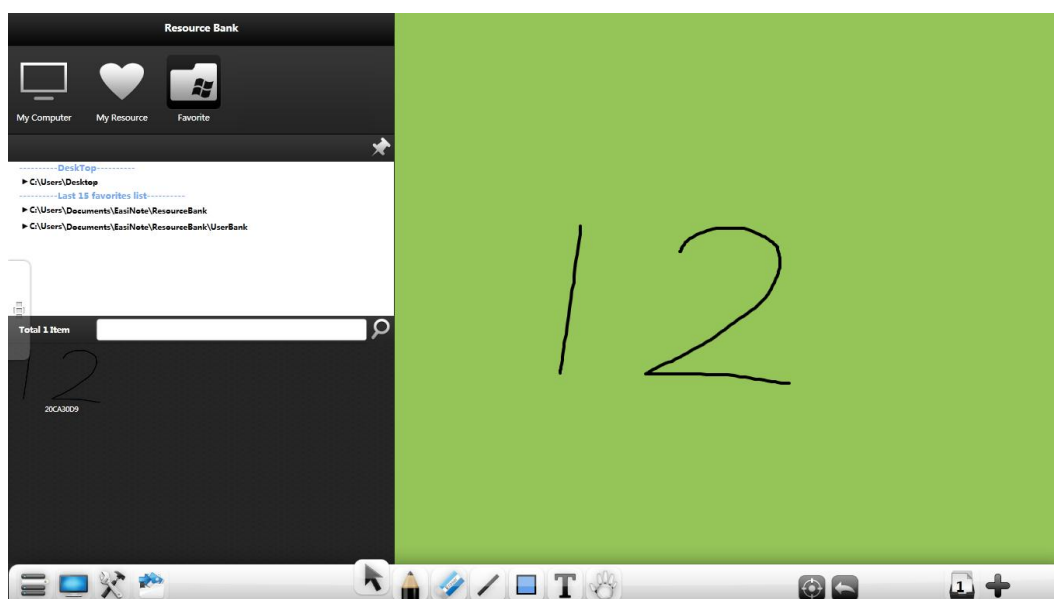 Resource Bank
My Computer My Resource Favorite
----------DeskTop----------
C:\Users\Desktop
----------Last 15 favorites list----------
C:\Users\Documents\EasiNote\ResourceBank
C:\Users\Documents\EasiNote\ResourceBank\UserBank
12
Total 1 Item
12
20CA30D9
T 1